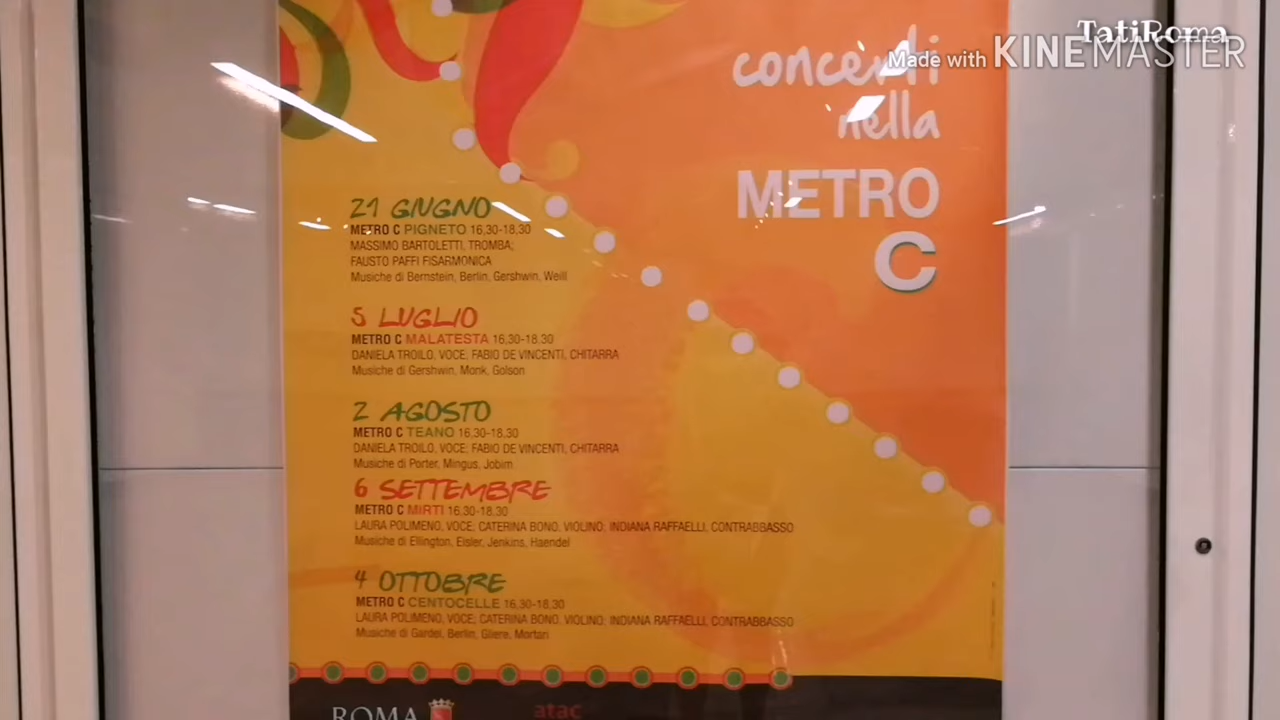 TatiRoma
Made with KINEMASTER
concerti
nella
METRO
C
21 GIUGNO
METRO C PIGNETO 16,30-18,30
MASSIMO BARTOLETTI, TROMBA;
FAUSTO PAFFI FISARMONICA
Musiche di Bernstein, Berlin, Gershwin, Weill
5 LUGLIO
METRO C MALATESTA 16,30-18,30
DANIELA TROILO, VOCE; FABIO DE VINCENTI, CHITARRA
Musiche di Gershwin, Monk, Golson
2 AGOSTO
METRO C TEANO 16,30-18,30
DANIELA TROILO, VOCE; FABIO DE VINCENTI, CHITARRA
Musiche di Porter, Mingus, Jobim
6 SETTEMBRE
METRO C MIRTI 16,30-18,30
LAURA POLIMENO, VOCE; CATERINA BONO, VIOLINO; INDIANA RAFFAELLI, CONTRABBASSO
Musiche di Ellington, Eisler, Jenkins, Haendel
4 OTTOBRE
METRO C CENTOCELLE 16,30-18,30
LAURA POLIMENO, VOCE; CATERINA BONO, VIOLINO; INDIANA RAFFAELLI, CONTRABBASSO
Musiche di Gardel, Berlin, Gliere, Mortari
ROMA
atac